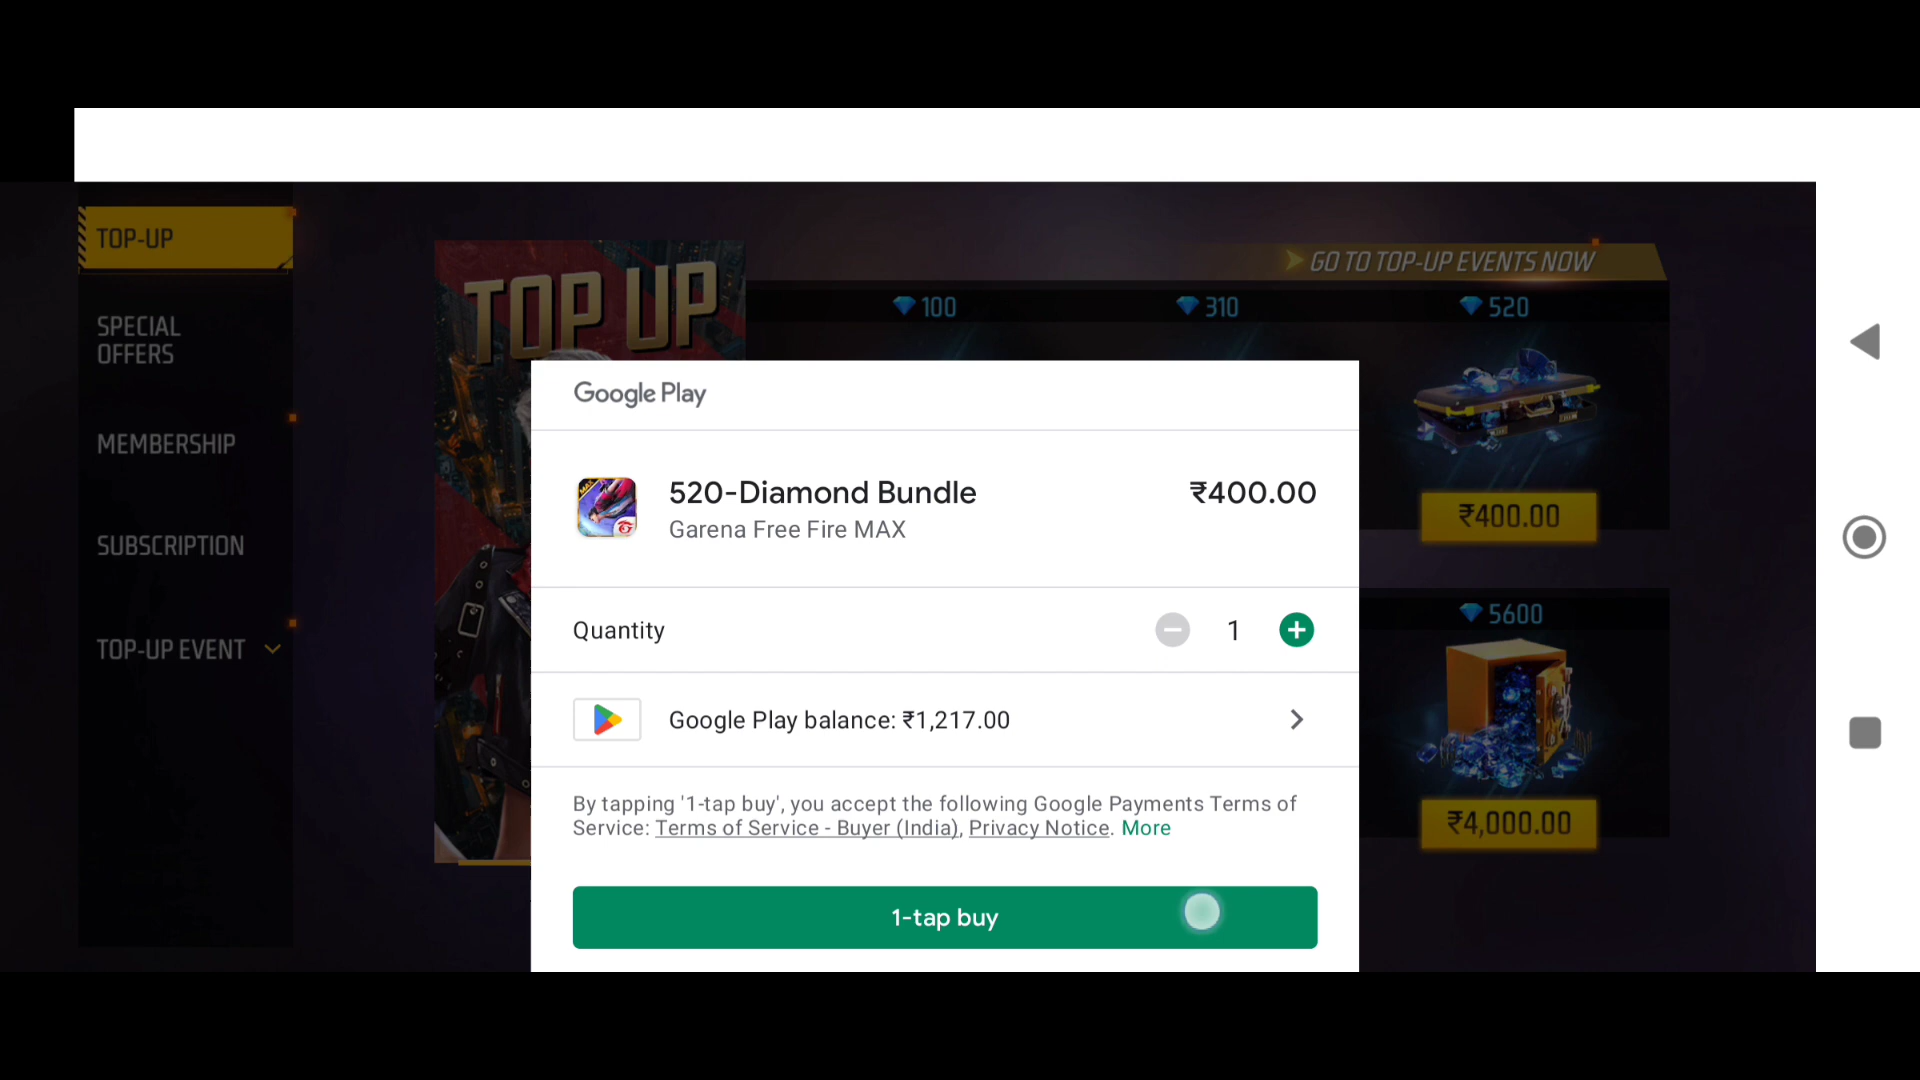 TOP-UP
SPECIAL
OFFERS
MEMBERSHIP
SUBSCRIPTION
TOP-UP EVENT
TOP UP
GO TO TOP-UP EVENTS NOW
100
310
520
₹400.00
5600
₹4,000.00
Google Play
MAX
520-Diamond Bundle
₹400.00
Garena Free Fire MAX
Quantity
1
Google Play balance: ₹1,217.00
By tapping '1-tap buy', you accept the following Google Payments Terms of
Service: Terms of Service - Buyer (India), Privacy Notice. More
1-tap buy